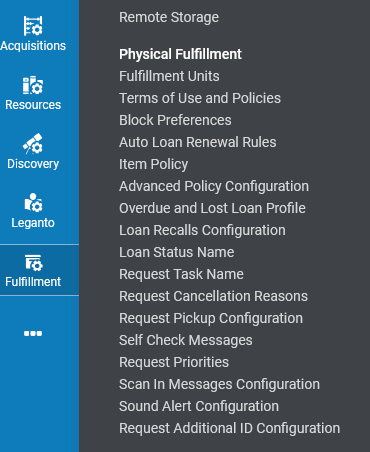 Acquisitions
Resources
Discovery
Leganto
Fulfillment
Remote Storage
Physical Fulfillment
Fulfillment Units
Terms of Use and Policies
Block Preferences
Auto Loan Renewal Rules
Item Policy
Advanced Policy Configuration
Overdue and Lost Loan Profile
Loan Recalls Configuration
Loan Status Name
Request Task Name
Request Cancellation Reasons
Request Pickup Configuration
Self Check Messages
Request Priorities
Scan In Messages Configuration
Sound Alert Configuration
Request Additional ID Configuration